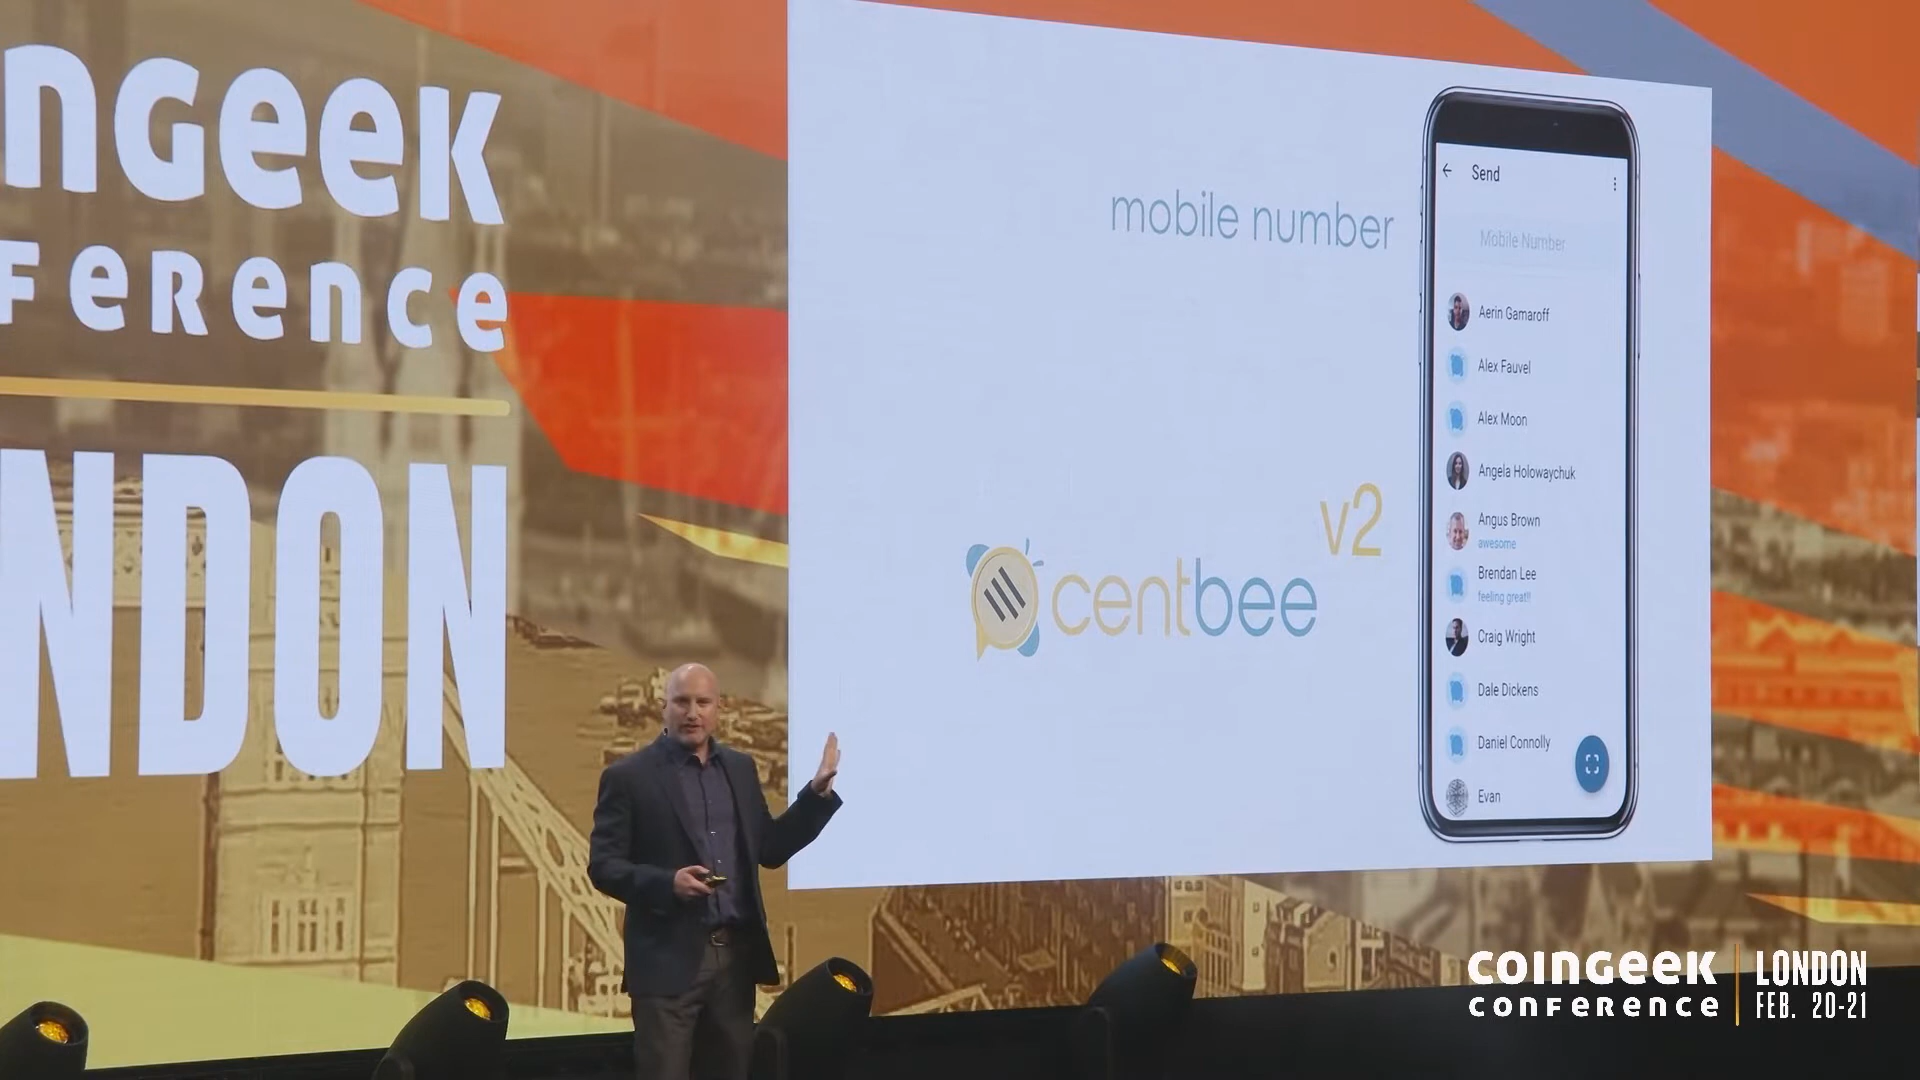 ngeek
ference
NDON
mobile number
v2
centbee
Send
Mobile Number
Aerin Gamaroff
Alex Fauvel
Alex Moon
Angela Holowaychuk
Angus Brown
awesome
Brendan Lee
feeling great!!
Craig Wright
Dale Dickens
Daniel Connolly
Evan
COINGEEK
CONFERENCE
LONDON
FEB. 20-21